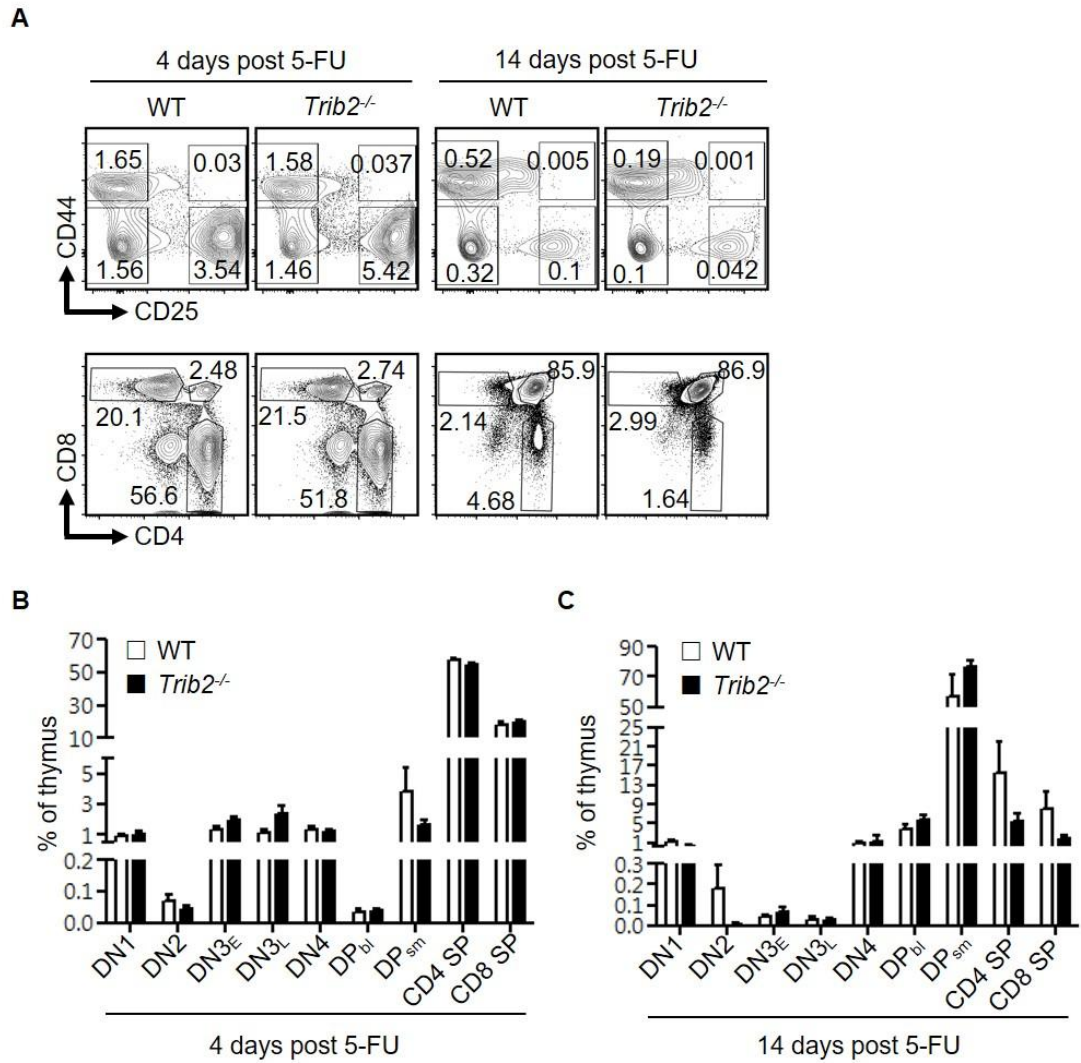 A
4 days post 5-FU 14 days post 5-FU
WT Trib2-/- WT Trib2-/-
1.65 0.03 1.58 0.037 0.52 0.005 0.19 0.001
CD44
1.56 3.54 1.46 5.42 0.32 0.1 0.1 0.042
CD25
2.48 2.74 85.9 86.9
20.1 21.5 2.14 2.99
CD8
56.6 51.8 4.68 1.64
CD4
B
% of thymus
70
50
30
10
5
3
1
0.2
0.1
0.0
WT
Trib2-/-
DN1 DN2 DN3E DN3L DN4 DPbl DPsm CD4 SP CD8 SP
4 days post 5-FU
C
% of thymus
90
70
50
25
21
17
13
9
5
1
0.3
0.2
0.1
0.0
WT
Trib2-/-
DN1 DN2 DN3E DN3L DN4 DPbl DPsm CD4 SP CD8 SP
14 days post 5-FU